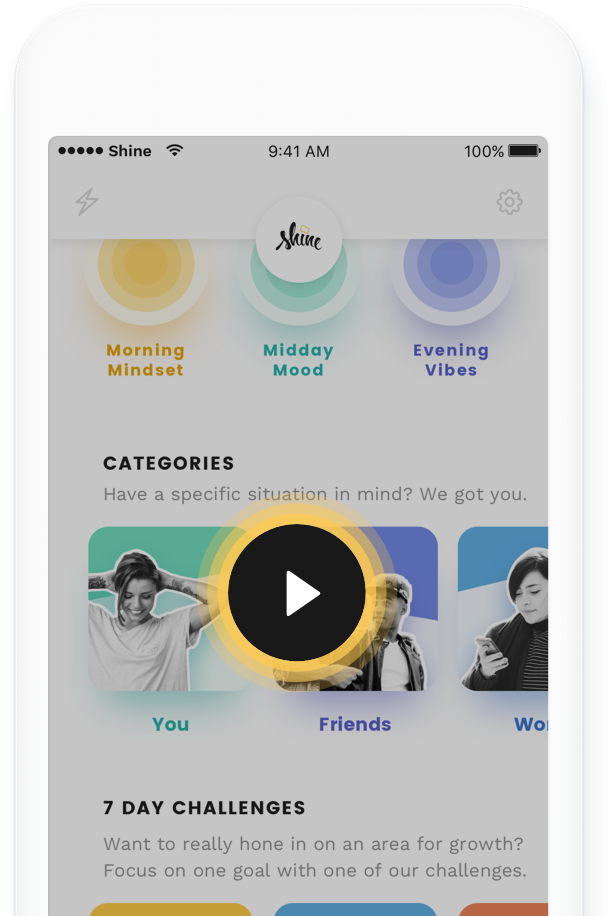 Shine 9:41 AM 100%
shine
Morning Midday Evening
Mindset Mood Vibes
CATEGORIES
Have a specific situation in mind? We got you.
You Friends Wor
7 DAY CHALLENGES
Want to really hone in on an area for growth?
Focus on one goal with one of our challenges.